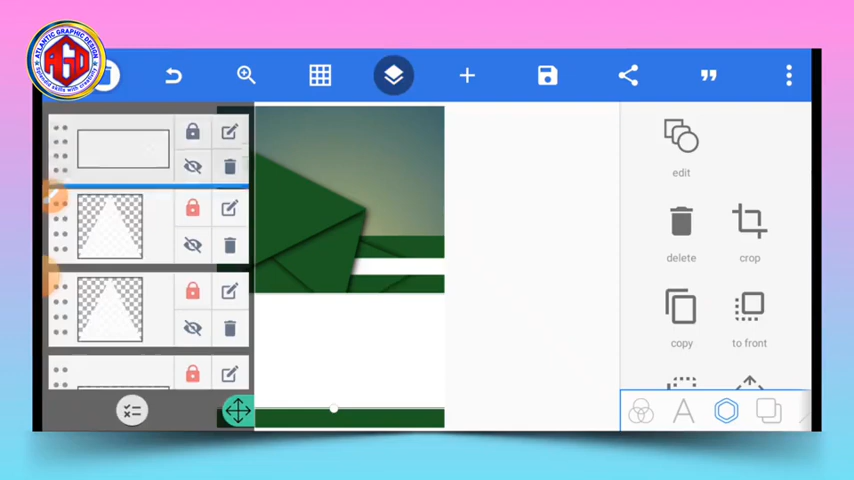 ATLANTIC GRAPHIC DESIGN
AGD
edit
delete
crop
copy
to front
A